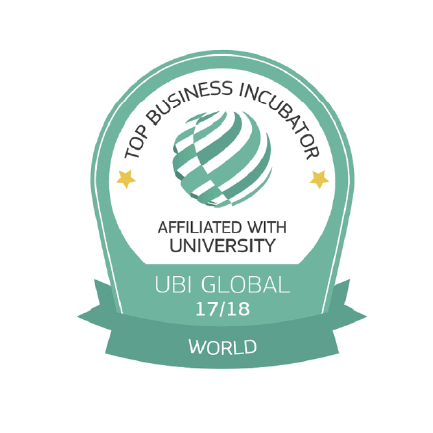 TOP BUSINESS INCUBATOR
AFFILIATED WITH
UNIVERSITY
UBI GLOBAL
17/18
WORLD